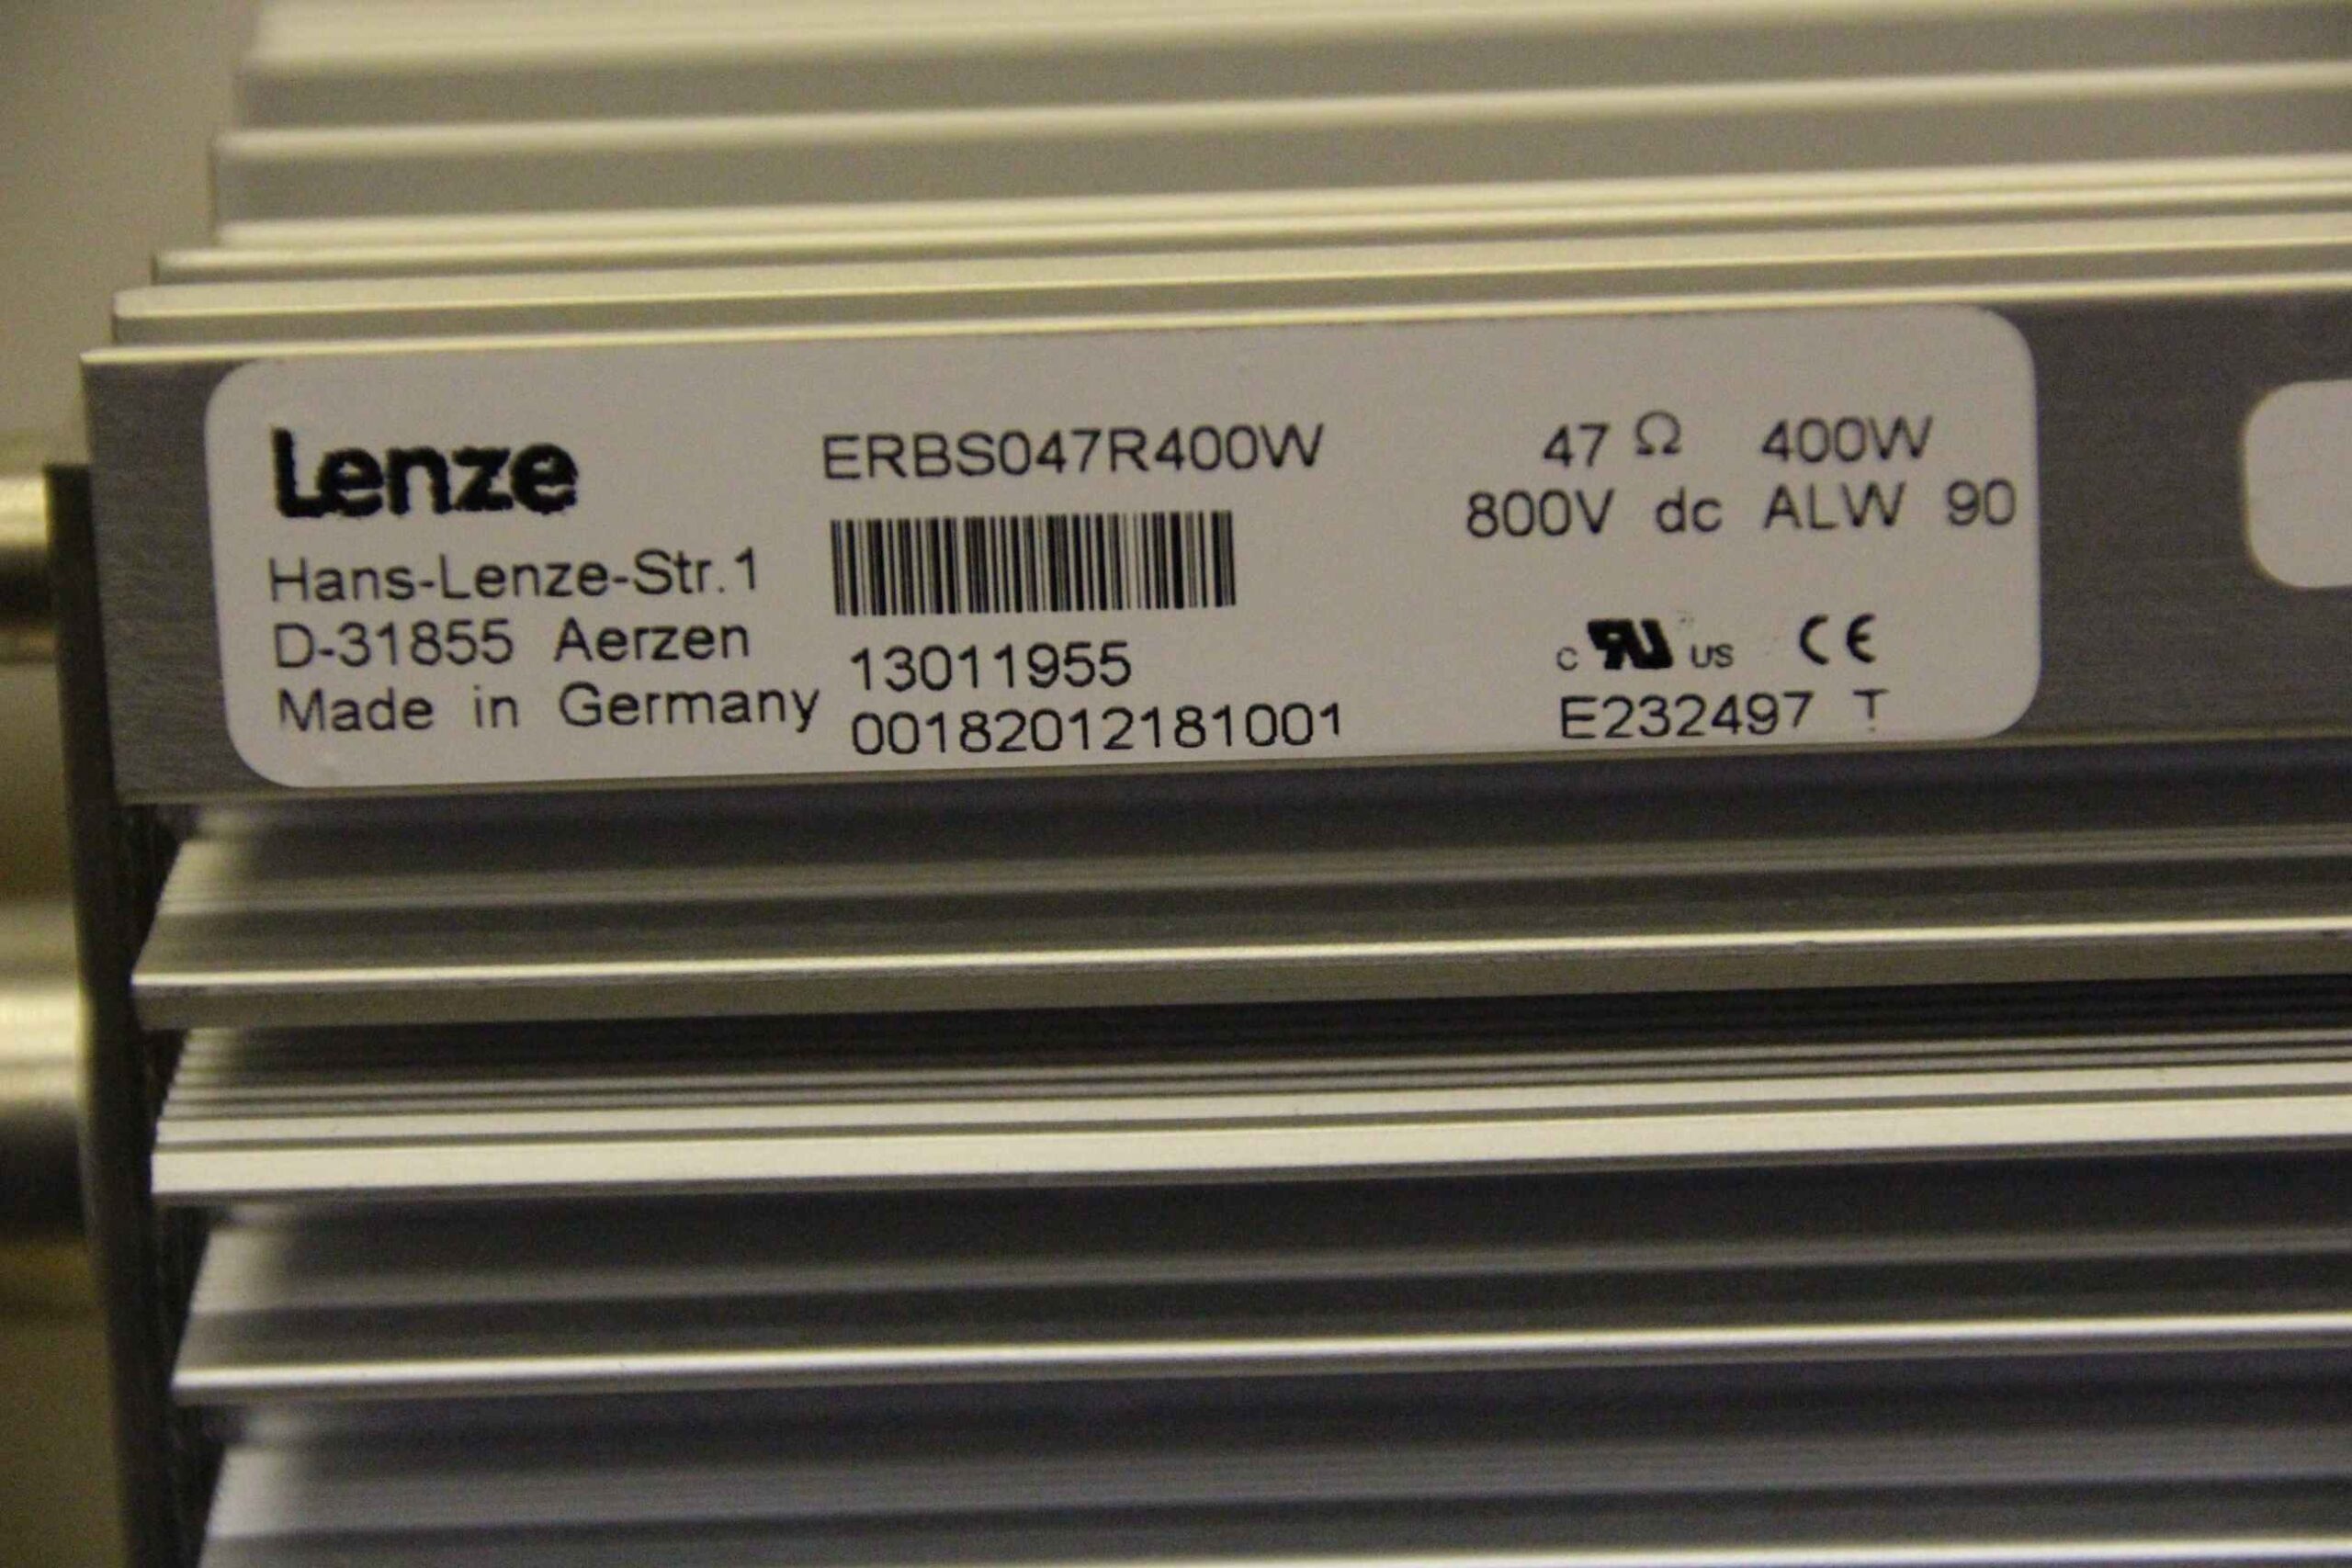 Lenze
Hans-Lenze-Str.1
D-31855 Aerzen
Made in Germany
ERBS047R400W
13011955
00182012181001
47 Ω 400W
800V dc ALW 90
c RU us CE
E232497 T